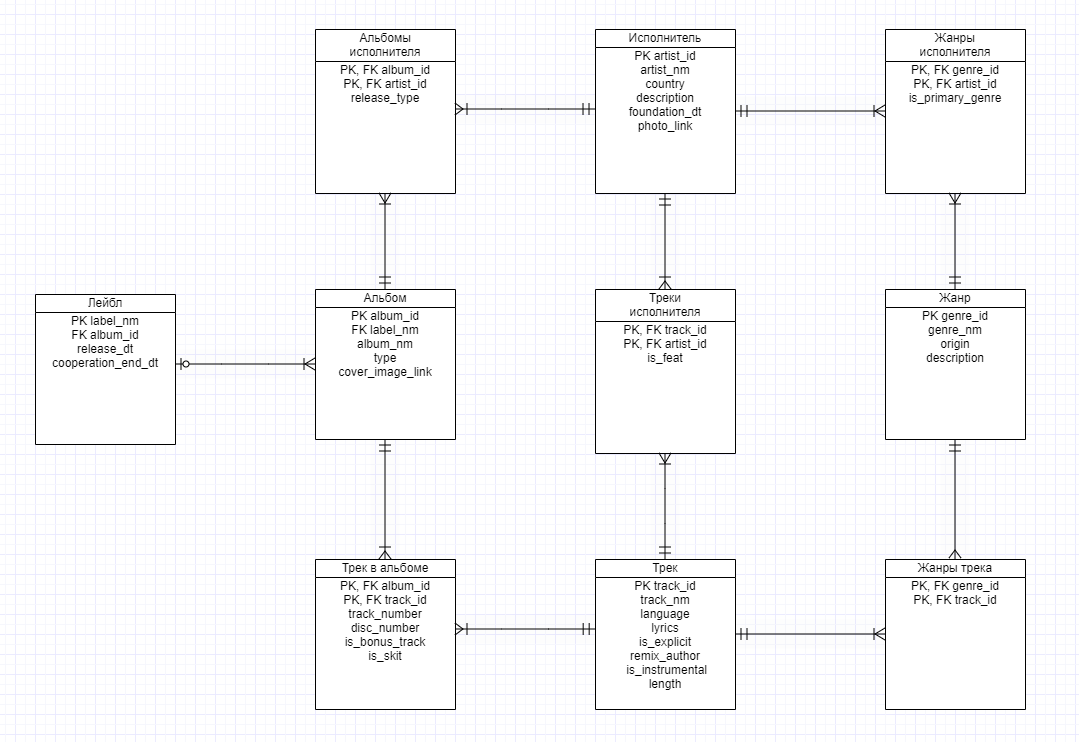 Альбомы
исполнителя
PK, FK album_id
PK, FK artist_id
release_type
Исполнитель
PK artist_id
artist_nm
country
description
foundation_dt
photo_link
Жанры
исполнителя
PK, FK genre_id
PK, FK artist_id
is_primary_genre
Лейбл
PK label_nm
FK album_id
release_dt
cooperation_end_dt
Альбом
PK album_id
FK label_nm
album_nm
type
cover_image_link
Треки
исполнителя
PK, FK track_id
PK, FK artist_id
is_feat
Жанр
PK genre_id
genre_nm
origin
description
Трек в альбоме
PK, FK album_id
PK, FK track_id
track_number
disc_number
is_bonus_track
is_skit
Трек
PK track_id
track_nm
language
lyrics
is_explicit
remix_author
is_instrumental
length
Жанры трека
PK, FK genre_id
PK, FK track_id